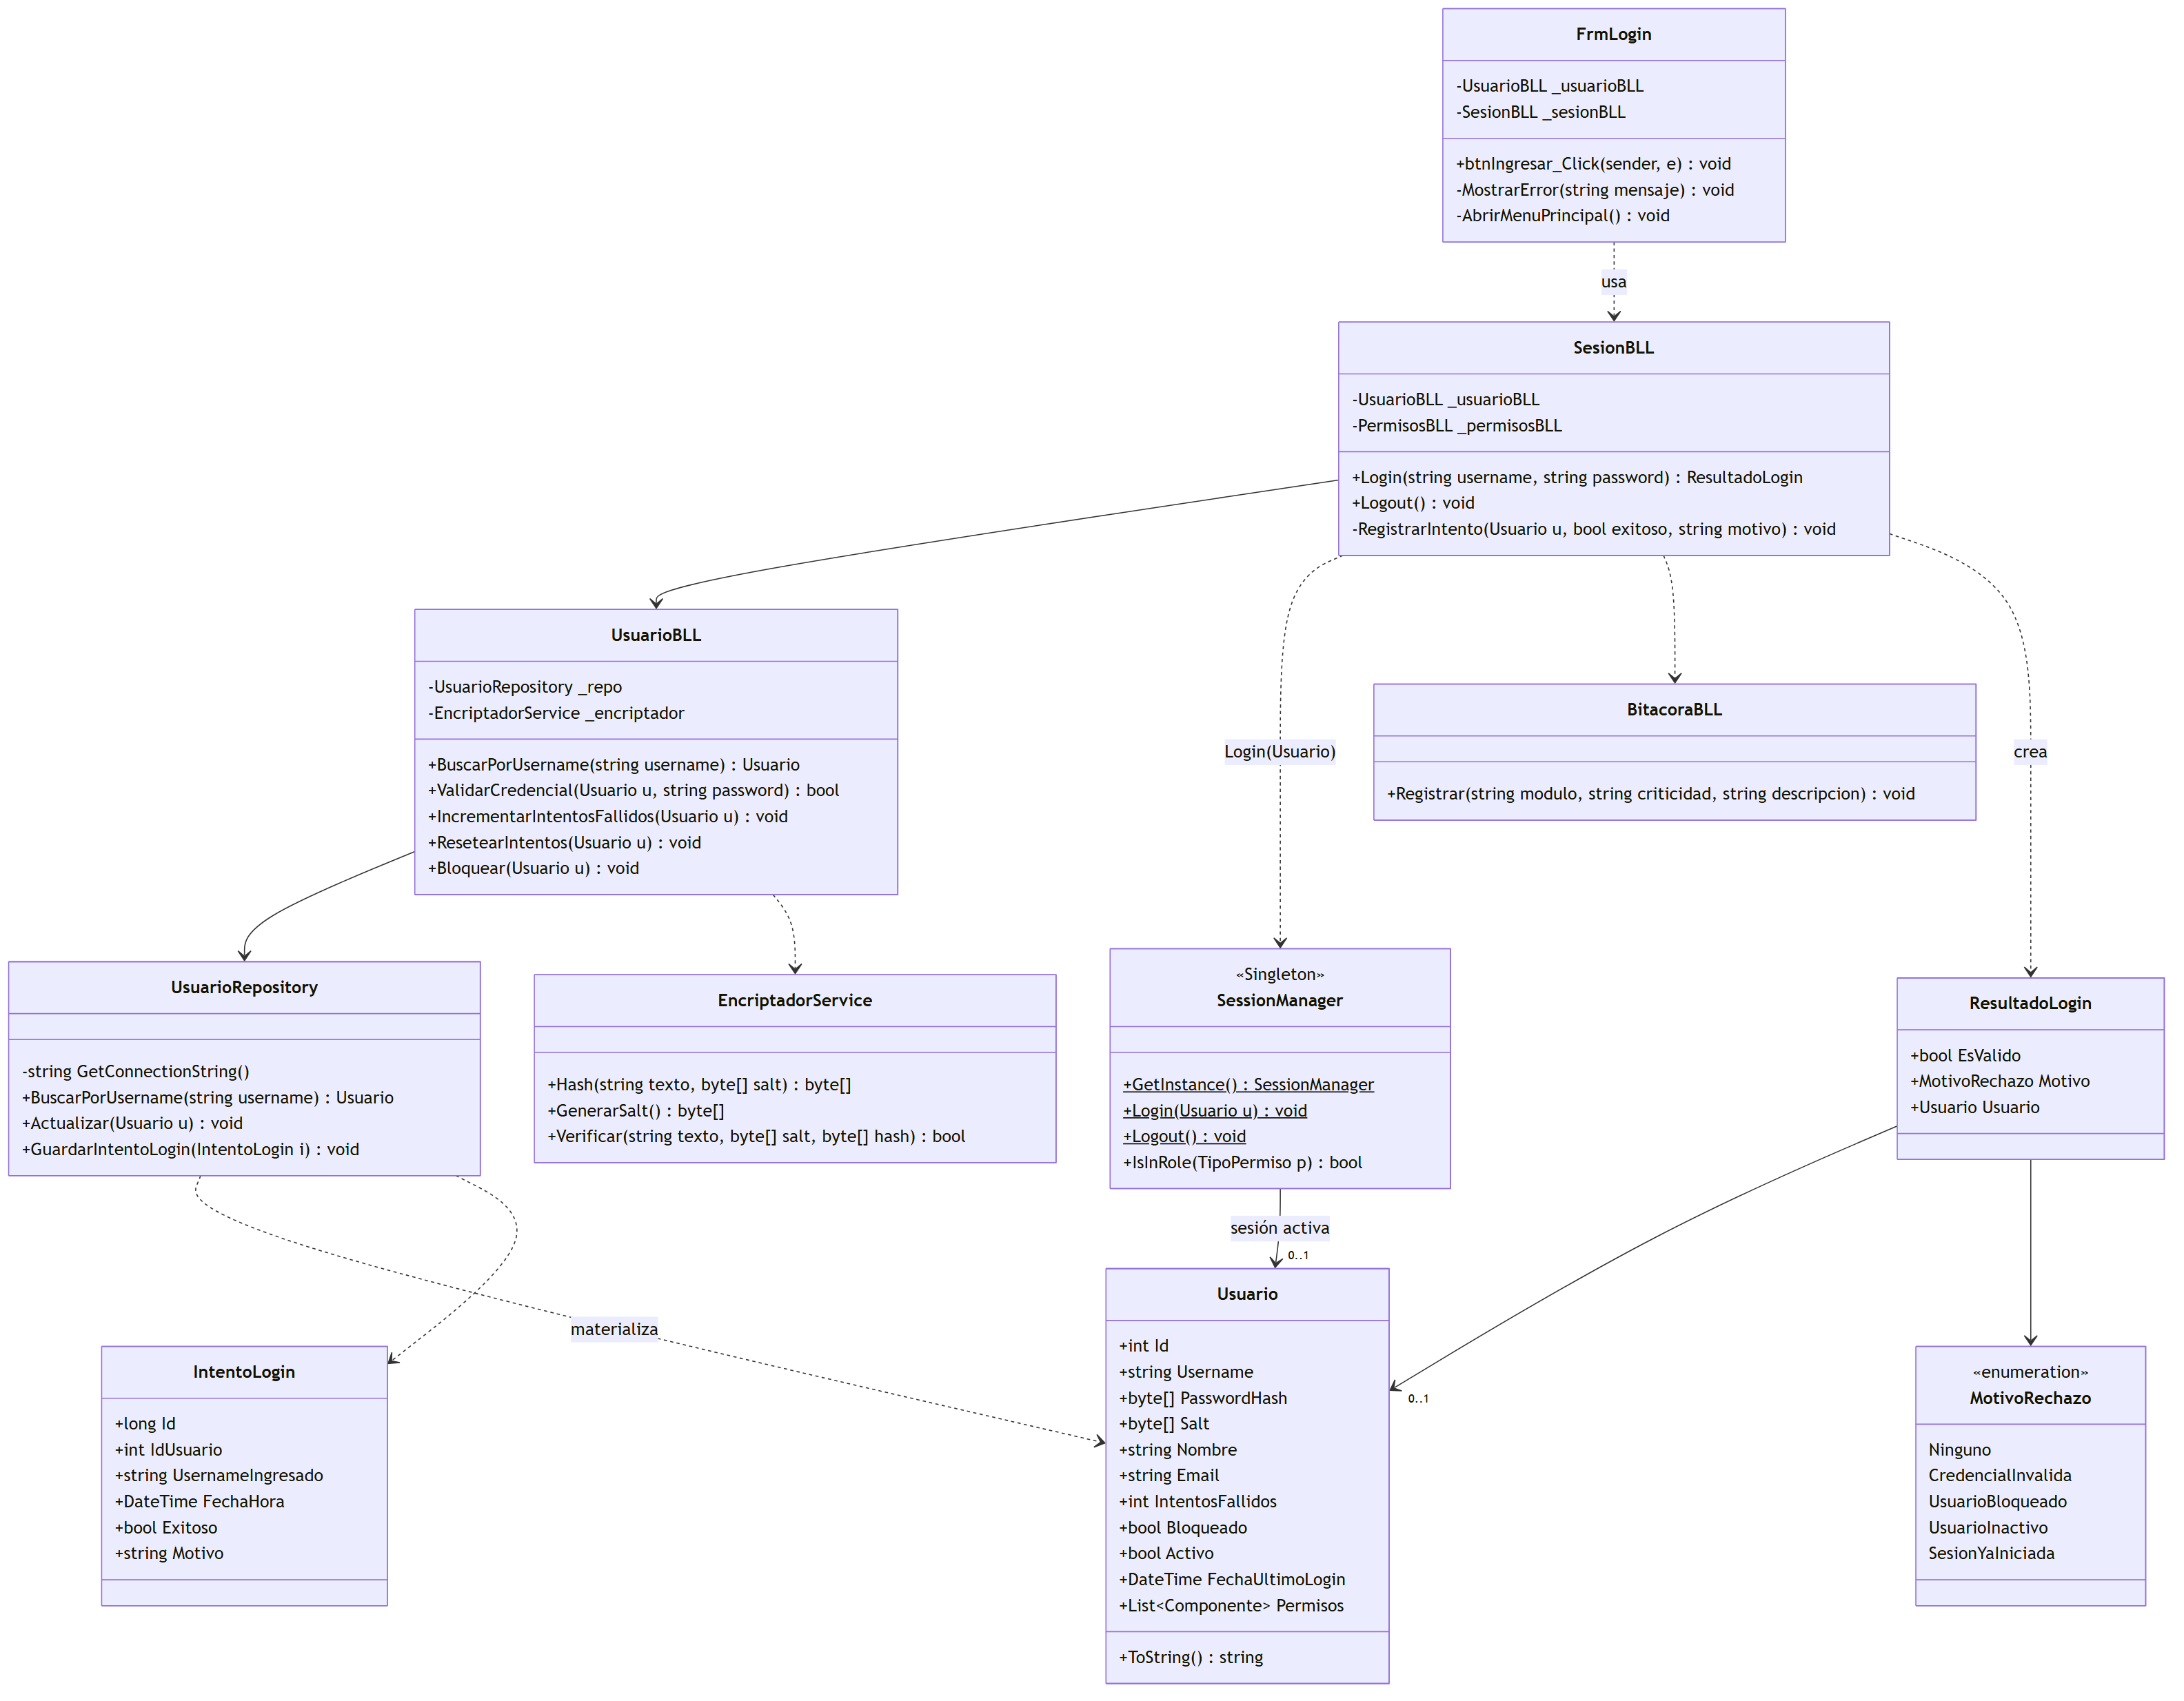 FrmLogin
-UsuarioBLL _usuarioBLL
-SesionBLL _sesionBLL
+btnIngresar_Click(sender, e) : void
-MostrarError(string mensaje) : void
-AbrirMenuPrincipal() : void
usa
SesionBLL
-UsuarioBLL _usuarioBLL
-PermisosBLL _permisosBLL
+Login(string username, string password) : ResultadoLogin
+Logout() : void
-RegistrarIntento(Usuario u, bool exitoso, string motivo) : void
UsuarioBLL
-UsuarioRepository _repo
-EncriptadorService _encriptador
+BuscarPorUsername(string username) : Usuario
+ValidarCredencial(Usuario u, string password) : bool
+IncrementarIntentosFallidos(Usuario u) : void
+ResetearIntentos(Usuario u) : void
+Bloquear(Usuario u) : void
Login(Usuario)
BitacoraBLL
+Registrar(string modulo, string criticidad, string descripcion) : void
crea
UsuarioRepository
-string GetConnectionString()
+BuscarPorUsername(string username) : Usuario
+Actualizar(Usuario u) : void
+GuardarIntentoLogin(IntentoLogin i) : void
EncriptadorService
+Hash(string texto, byte[] salt) : byte[]
+GenerarSalt() : byte[]
+Verificar(string texto, byte[] salt, byte[] hash) : bool
«Singleton»
SessionManager
+GetInstance() : SessionManager
+Login(Usuario u) : void
+Logout() : void
+IsInRole(TipoPermiso p) : bool
ResultadoLogin
+bool EsValido
+MotivoRechazo Motivo
+Usuario Usuario
sesión activa
0..1
materializa
0..1
IntentoLogin
+long Id
+int IdUsuario
+string UsernameIngresado
+DateTime FechaHora
+bool Exitoso
+string Motivo
Usuario
+int Id
+string Username
+byte[] PasswordHash
+byte[] Salt
+string Nombre
+string Email
+int IntentosFallidos
+bool Bloqueado
+bool Activo
+DateTime FechaUltimoLogin
+List<Componente> Permisos
+ToString() : string
«enumeration»
MotivoRechazo
Ninguno
CredencialInvalida
UsuarioBloqueado
UsuarioInactivo
SesionYaIniciada